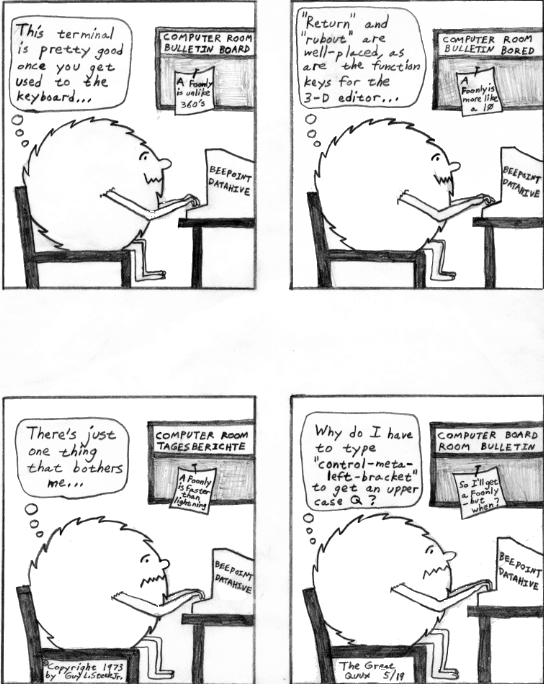 This terminal
is pretty good
once you get
used to the
keyboard...
COMPUTER ROOM
BULLETIN BOARD
A Foonly
is unlike
360's
BEEPOINT
DATAHIVE
"Return" and
"rubout" are
well-placed, as
are the function
keys for the
3-D editor...
COMPUTER ROOM
BULLETIN BORED
A
Foonly is
more like
a 10
BEEPOINT
DATAHIVE
There's just
one thing
that bothers
me...
COMPUTER ROOM
TAGESBERICHTE
A Foonly
is faster
than
lightning
BEEPOINT
DATAHIVE
©Copyright 1973
by Guy L. Steele Jr.
Why do I have
to type
"control-meta-
left-bracket"
to get an upper
case Q?
COMPUTER BOARD
ROOM BULLETIN
So I'll get
a Foonly
-but
when?
BEEPOINT
DATAHIVE
The Great
Quux 5/19